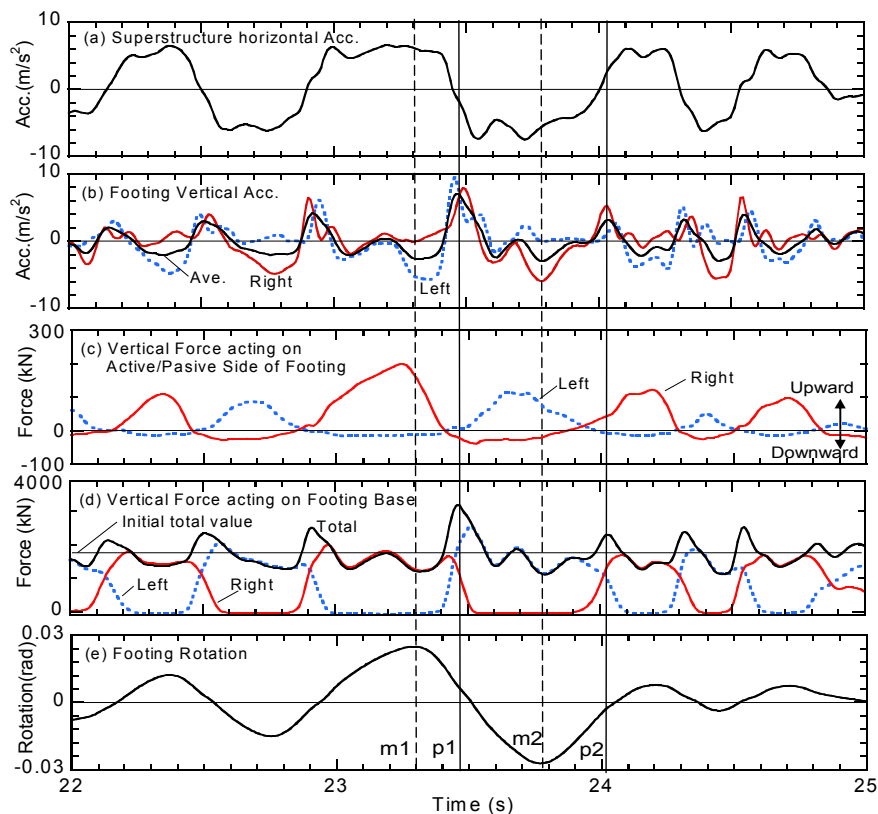 10
0
-10
Acc.(m/s²)
(a) Superstructure horizontal Acc.
10
0
-10
Acc.(m/s²)
(b) Footing Vertical Acc.
Ave.
Right
Left
300
0
-100
Force (kN)
(c) Vertical Force acting on
Active/Pasive Side of Footing
Left
Right
Upward
Downward
4000
0
Force (kN)
(d) Vertical Force acting on Footing Base
Initial total value
Total
Left
Right
0.03
0
-0.03
Rotation(rad)
(e) Footing Rotation
m1
p1
m2
p2
22
23
24
25
Time (s)